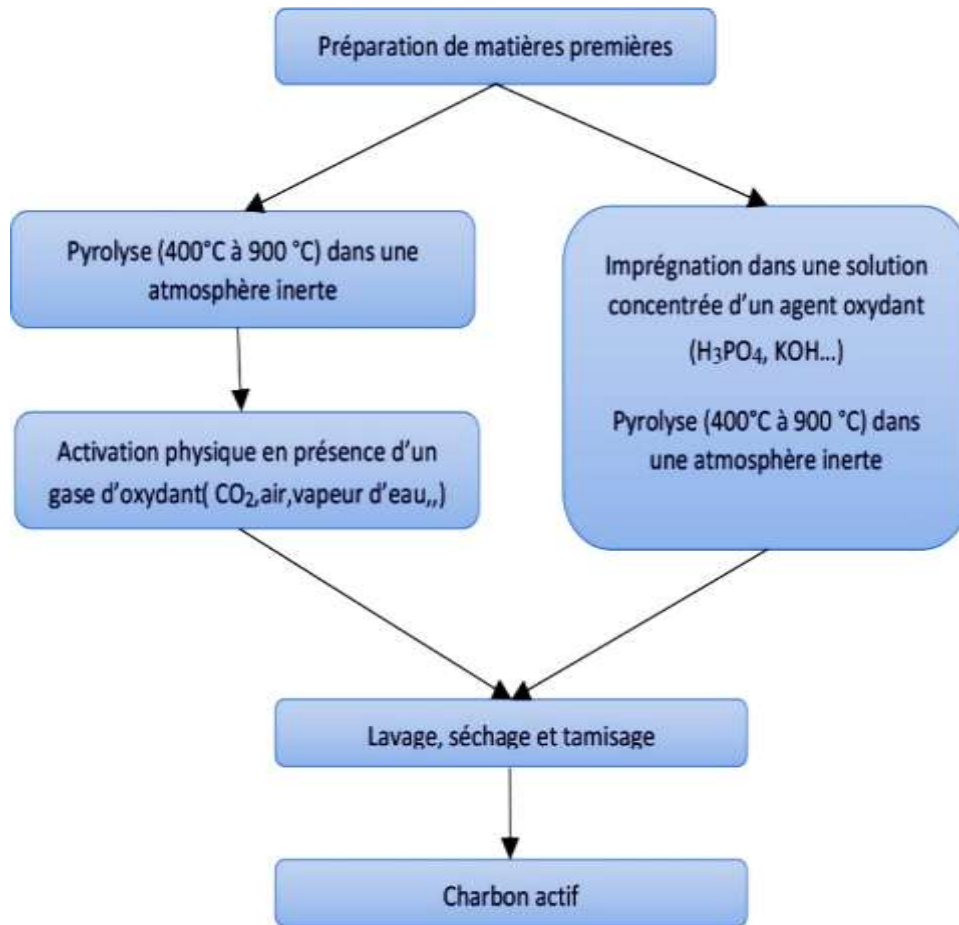 Préparation de matières premières
Pyrolyse (400°C à 900 °C) dans une
atmosphère inerte
Activation physique en présence d’un
gase d’oxydant( CO2,air,vapeur d’eau,,)
Imprégnation dans une solution
concentrée d’un agent oxydant
(H3PO4, KOH...)
Pyrolyse (400°C à 900 °C) dans
une atmosphère inerte
Lavage, séchage et tamisage
Charbon actif